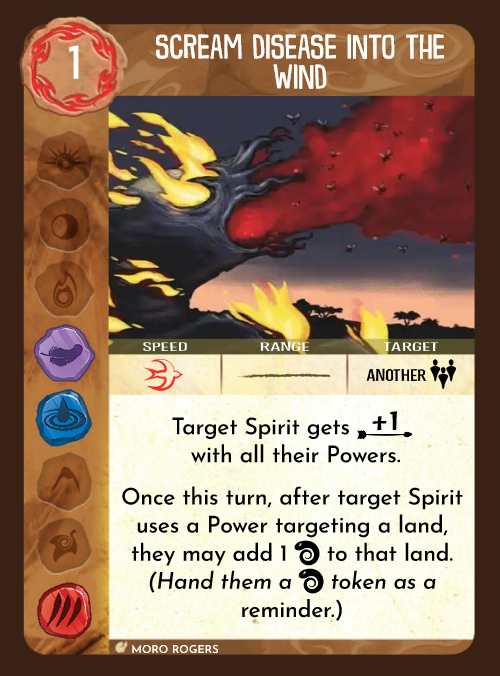 1
SCREAM DISEASE INTO THE
WIND
SPEED RANGE TARGET
ANOTHER
Target Spirit gets +1
with all their Powers.
Once this turn, after target Spirit
uses a Power targeting a land,
they may add 1 to that land.
(Hand them a token as a
reminder.)
MORO ROGERS